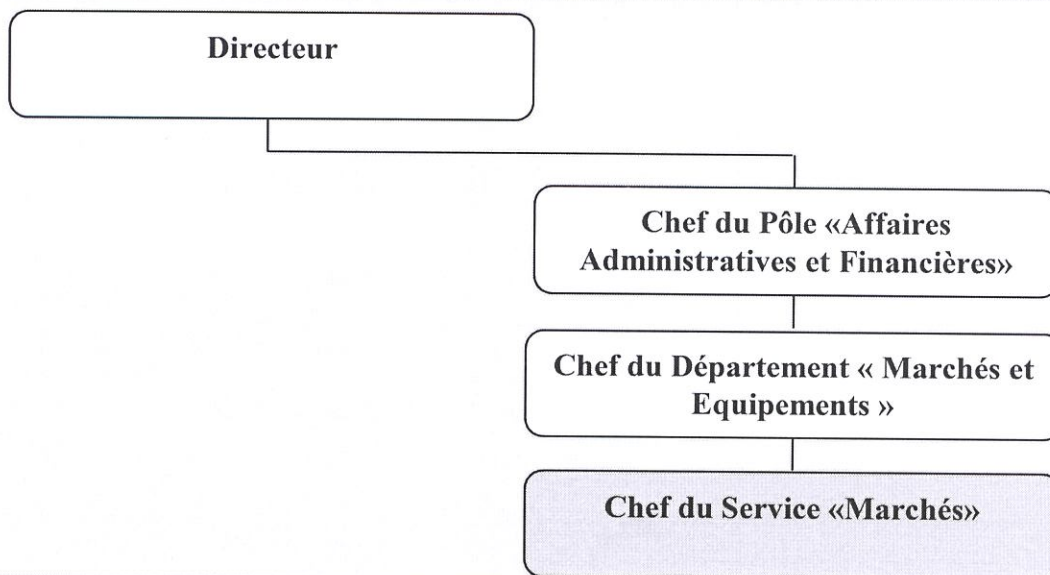 Directeur
Chef du Pôle «Affaires
Administratives et Financières»
Chef du Département « Marchés et
Equipements »
Chef du Service «Marchés»